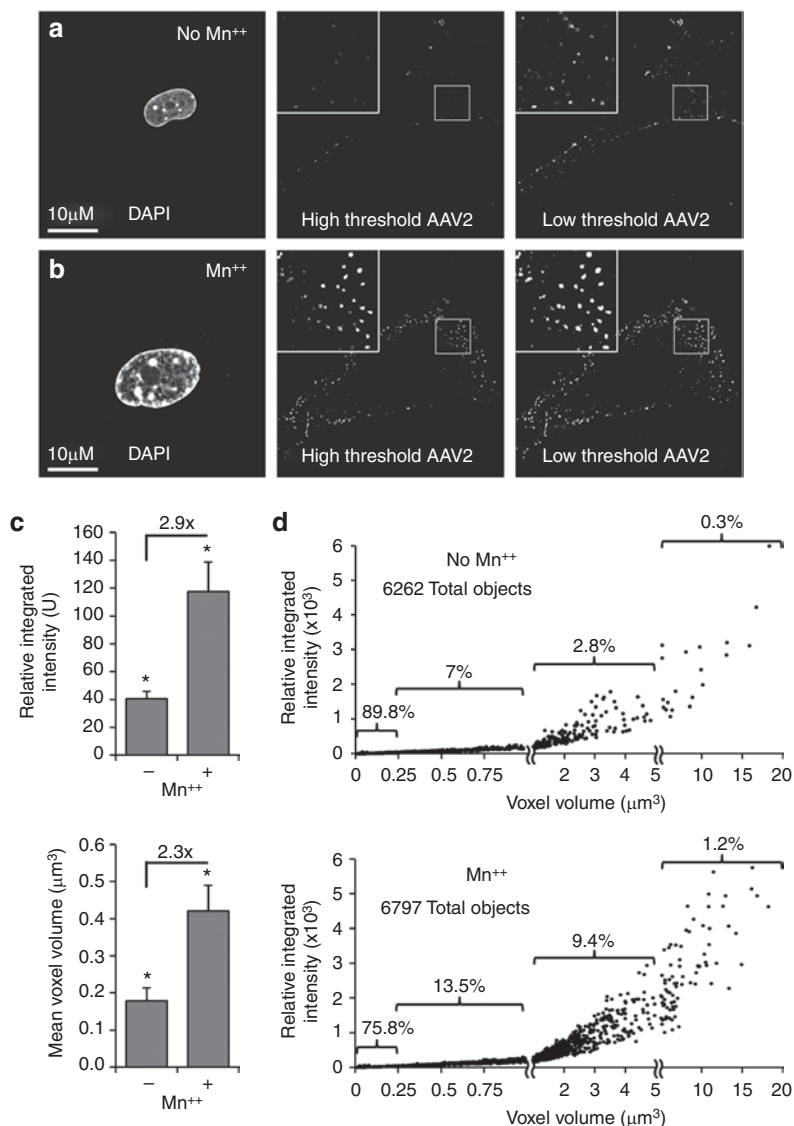 a
No Mn++
10μM
DAPI
High threshold AAV2
Low threshold AAV2
b
Mn++
10μM
DAPI
High threshold AAV2
Low threshold AAV2
c
Relative integrated
intensity (U)
160
140
120
100
80
60
40
20
0
2.9x
*
*
–
+
Mn++
Mean voxel volume (μm³)
0.6
0.5
0.4
0.3
0.2
0.1
0.0
2.3x
*
*
–
+
Mn++
d
Relative integrated
intensity (x10³)
6
5
4
3
2
1
0
No Mn++
6262 Total objects
89.8%
7%
2.8%
0.3%
0 0.25 0.25 0.75 2 3 4 5 10 15 20
Voxel volume (μm³)
Relative integrated
intensity (x10³)
6
5
4
3
2
1
0
Mn++
6797 Total objects
75.8%
13.5%
9.4%
1.2%
0 0.25 0.25 0.75 2 3 4 5 10 15 20
Voxel volume (μm³)